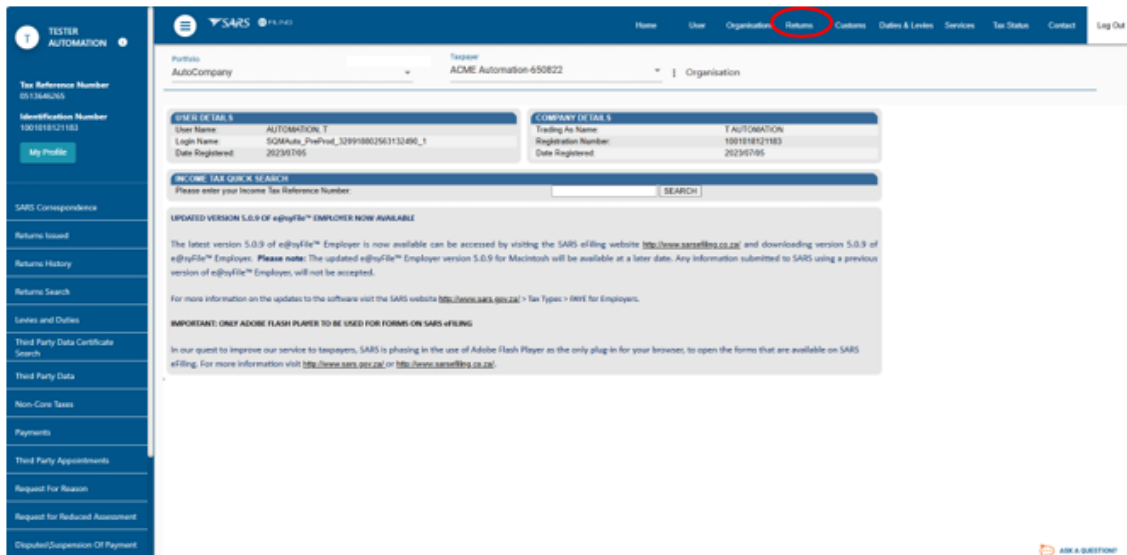 T
TESTER
AUTOMATION
Tax Reference Number
0513646265
Identification Number
1001018121183
My Profile
SARS Correspondence
Returns Issued
Returns History
Returns Search
Levies and Duties
Third Party Data Certificate
Search
Third Party Data
Non-Core Taxes
Payments
Third Party Appointments
Request For Reason
Request for Reduced Assessment
Disputes\Suspension Of Payment
SARS eFILING
Home User Organisation Returns Customs Duties & Levies Services Tax Status Contact Log Out
Portfolio
AutoCompany
Taxpayer
ACME Automation-650822
Organisation
USER DETAILS
User Name: AUTOMATION, T
Login Name: SQMAuto_PreProd_328918802563132490_1
Date Registered: 2023/07/05
COMPANY DETAILS
Trading As Name: T AUTOMATION
Registration Number: 1001018121183
Date Registered: 2023/07/05
INCOME TAX QUICK SEARCH
Please enter your Income Tax Reference Number: SEARCH
UPDATED VERSION 5.0.9 OF e@syFile™ EMPLOYER NOW AVAILABLE
The latest version 5.0.9 of e@syFile™ Employer is now available can be accessed by visiting the SARS eFiling website http://www.sarsefiling.co.za/ and downloading version 5.0.9 of
e@syFile™ Employer. Please note: The updated e@syFile™ Employer version 5.0.9 for Macintosh will be available at a later date. Any information submitted to SARS using a previous
version of e@syFile™ Employer, will not be accepted.
For more information on the updates to the software visit the SARS website http://www.sars.gov.za/ > Tax Types > PAYE for Employers.
IMPORTANT: ONLY ADOBE FLASH PLAYER TO BE USED FOR FORMS ON SARS eFILING
In our quest to improve our service to taxpayers, SARS is phasing in the use of Adobe Flash Player as the only plug-in for your browser, to open the forms that are available on SARS
eFiling. For more information visit http://www.sars.gov.za/ or http://www.sarsefiling.co.za/.
ASK A QUESTION?